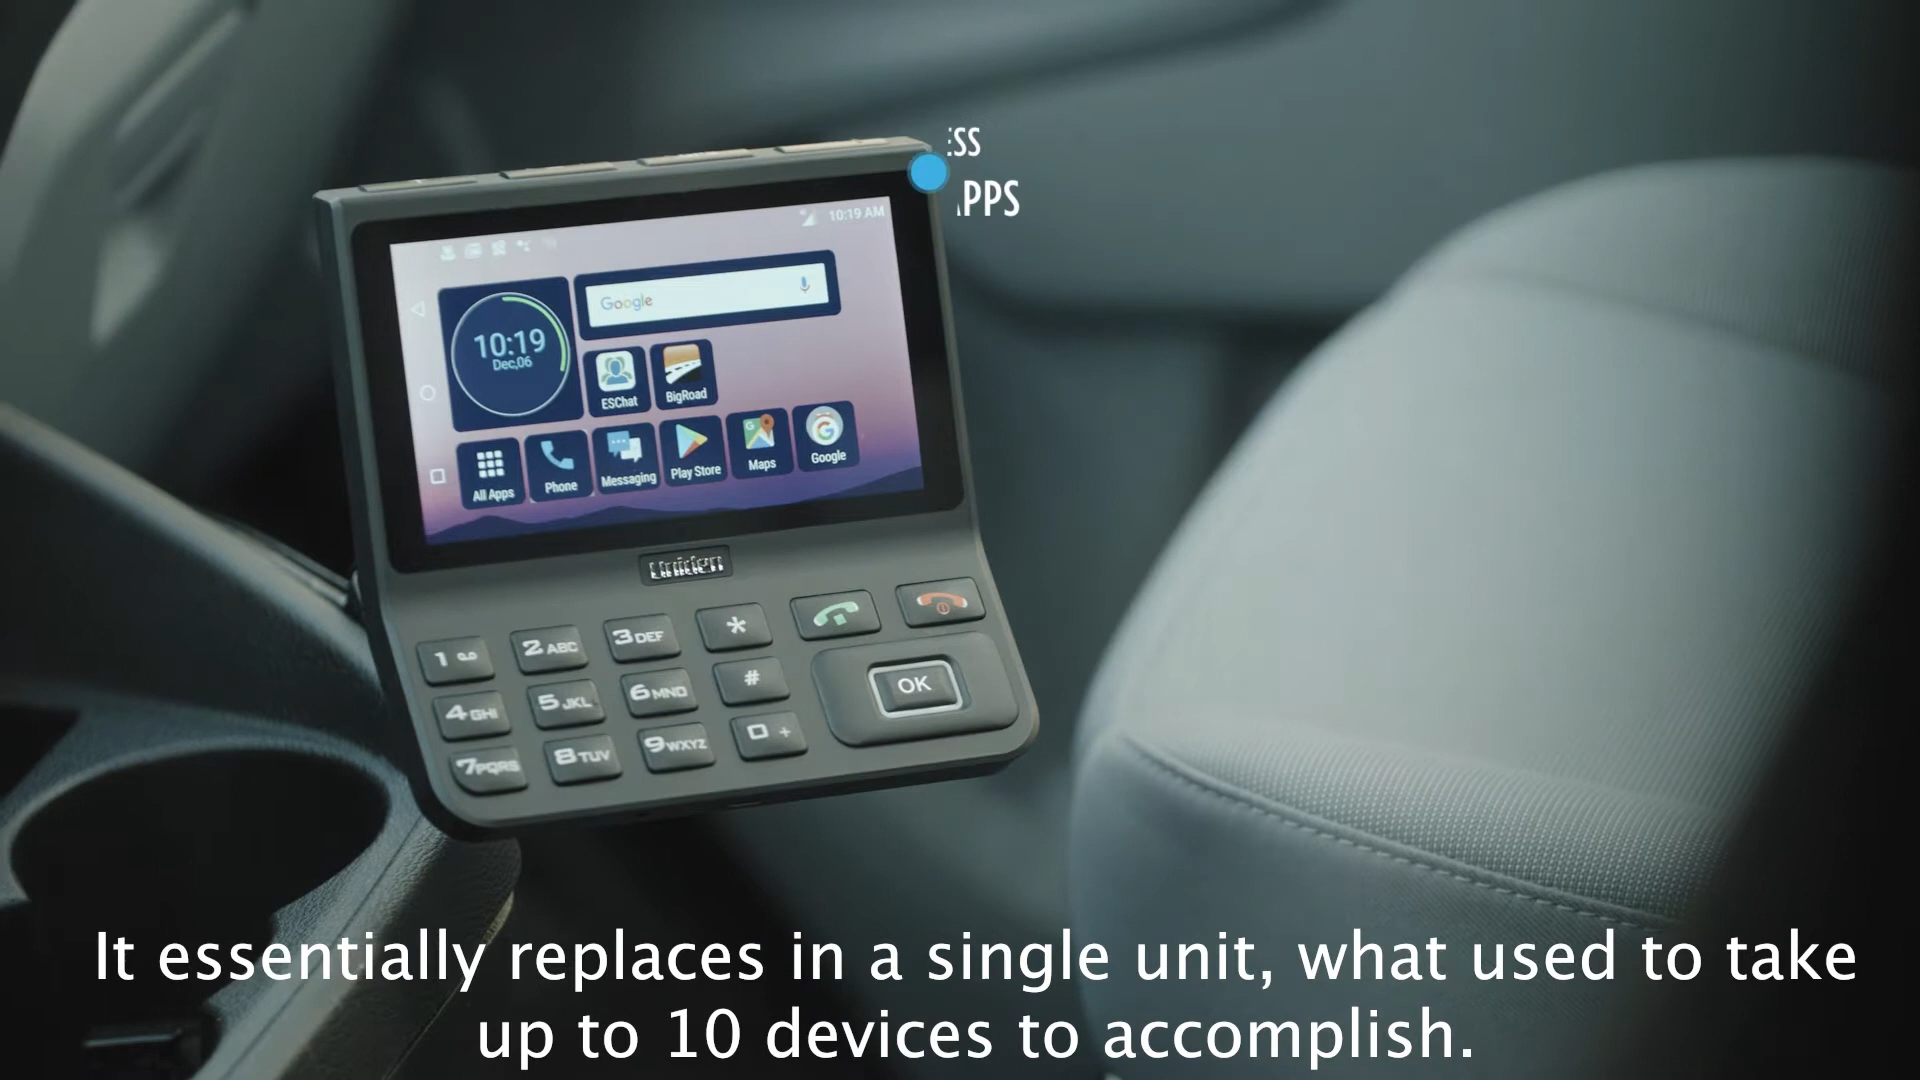 SS
PPS
10:19 AM
Google
10:19
Dec,06
ESChat
BigRoad
All Apps
Phone
Messaging
Play Store
Maps
Google
uniden
1
2 ABC
3 DEF
*
4 GHI
5 JKL
6 MNO
#
OK
7 PQRS
8 TUV
9 WXYZ
0 +
It essentially replaces in a single unit, what used to take
up to 10 devices to accomplish.